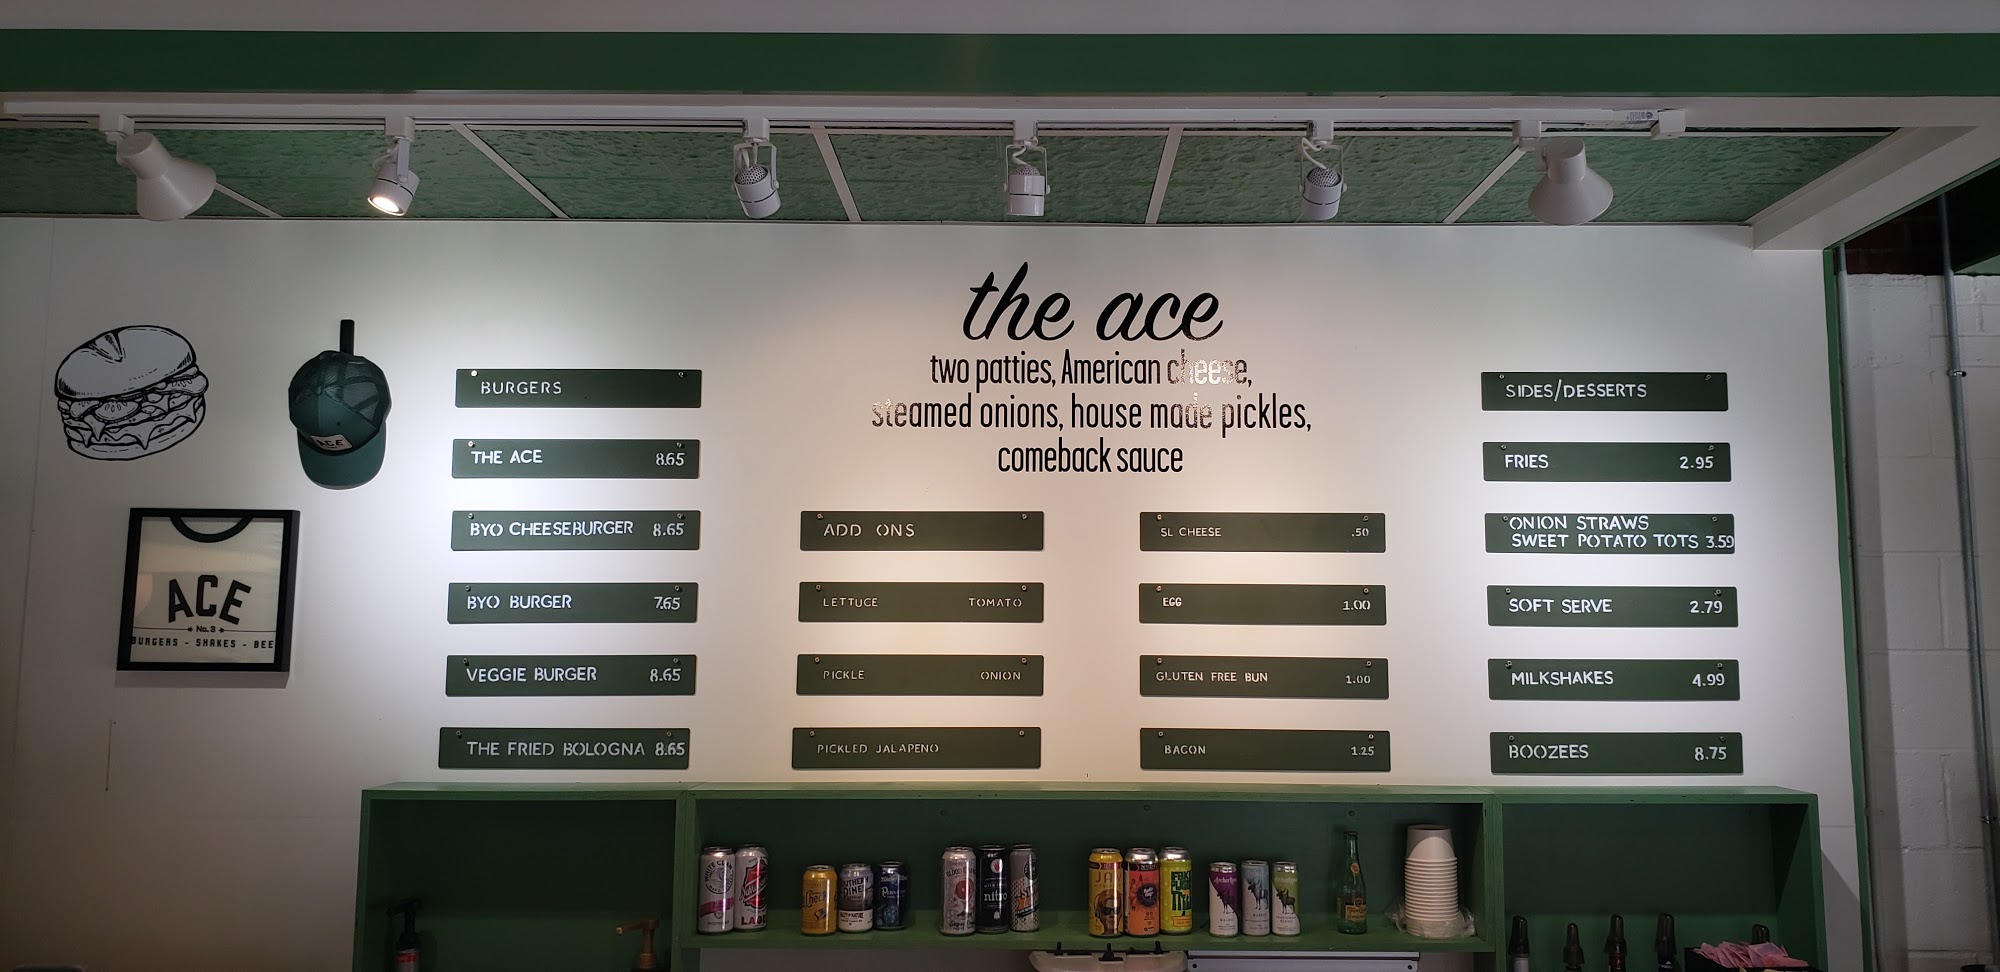 the ace
two patties, American cheese,
steamed onions, house made pickles,
comeback sauce
ACE
ACE
No. 3
BURGERS - SHAKES - BEE
BURGERS
THE ACE 8.65
BYO CHEESEBURGER 8.65
BYO BURGER 7.65
VEGGIE BURGER 8.65
THE FRIED BOLOGNA 8.65
ADD ONS
LETTUCE TOMATO
PICKLE ONION
PICKLED JALAPENO
SL CHEESE .50
EGG 1.00
GLUTEN FREE BUN 1.00
BACON 1.25
SIDES/DESSERTS
FRIES 2.95
ONION STRAWS
SWEET POTATO TOTS 3.59
SOFT SERVE 2.79
MILKSHAKES 4.99
BOOZEES 8.75
LAGER
nitro